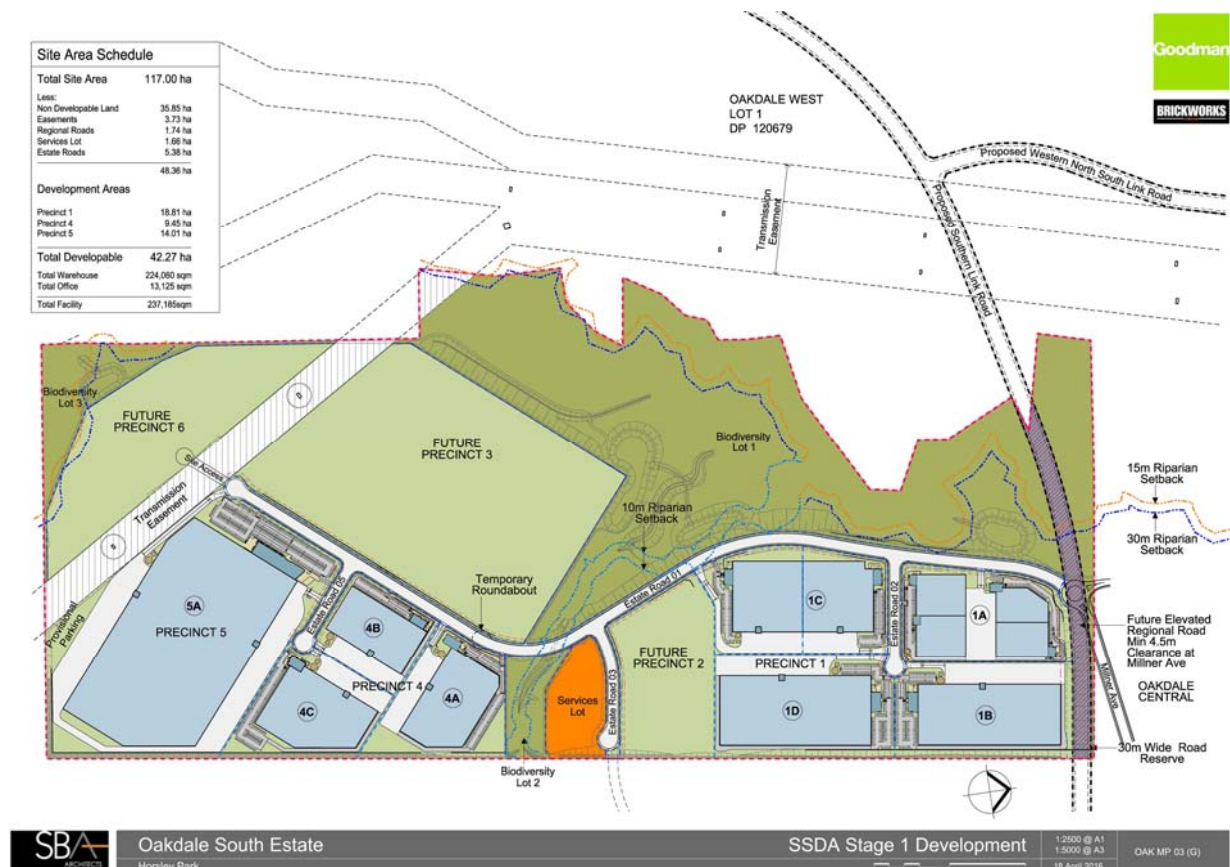 Site Area Schedule
Total Site Area 117.00 ha
Less:
Non Developable Land 35.85 ha
Easements 3.73 ha
Regional Roads 1.74 ha
Services Lot 1.66 ha
Estate Roads 5.38 ha
48.36 ha
Development Areas
Precinct 1 18.81 ha
Precinct 4 9.45 ha
Precinct 5 14.01 ha
Total Developable 42.27 ha
Total Warehouse 224,060 sqm
Total Office 13,125 sqm
Total Facility 237,185sqm
Goodman
BRICKWORKS
OAKDALE WEST
LOT 1
DP 120679
Proposed Western North South Link Road
Proposed Southern Link Road
Transmission
Easement
Biodiversity
Lot 3
FUTURE
PRECINCT 6
FUTURE
PRECINCT 3
Biodiversity
Lot 1
15m Riparian
Setback
30m Riparian
Setback
10m Riparian
Setback
Site Access
Transmission
Easement
Provisional
Parking
5A
PRECINCT 5
Estate Road 05
4B
PRECINCT 4
4C
4A
Temporary
Roundabout
Estate Road 01
FUTURE
PRECINCT 2
Services
Lot
Estate Road 03
Biodiversity
Lot 2
1C
Estate Road 02
1A
PRECINCT 1
1D
1B
Future Elevated
Regional Road
Min 4.5m
Clearance at
Millner Ave
Millner Ave
OAKDALE
CENTRAL
30m Wide Road
Reserve
SBA
ARCHITECTS
Oakdale South Estate
Horsley Park
SSDA Stage 1 Development
1:2500 @ A1
1:5000 @ A3
18 April 2016
OAK MP 03 (G)